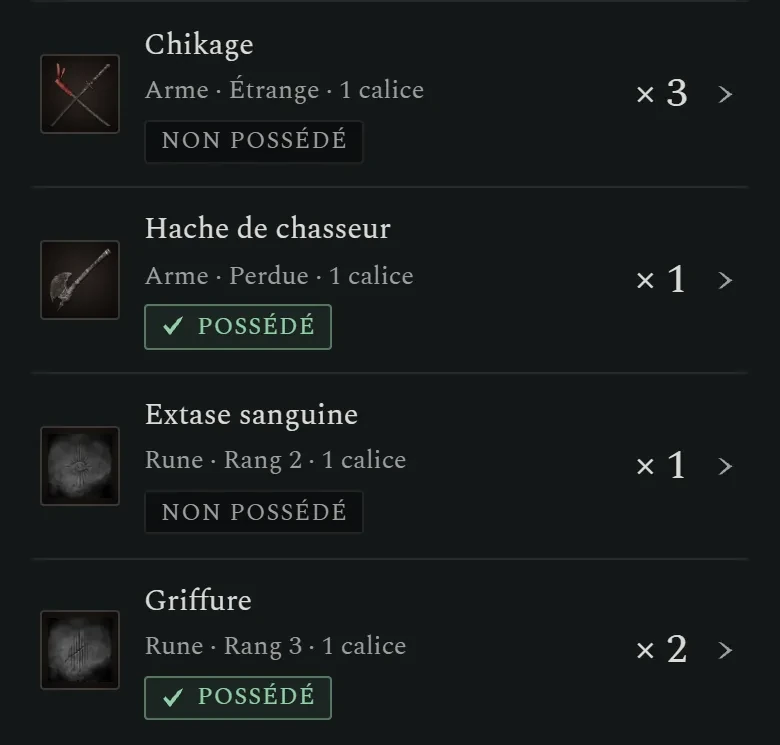 Chikage
Arme · Étrange · 1 calice
× 3
NON POSSÉDÉ
Hache de chasseur
Arme · Perdue · 1 calice
× 1
POSSÉDÉ
Extase sanguine
Rune · Rang 2 · 1 calice
× 1
NON POSSÉDÉ
Griffure
Rune · Rang 3 · 1 calice
× 2
POSSÉDÉ